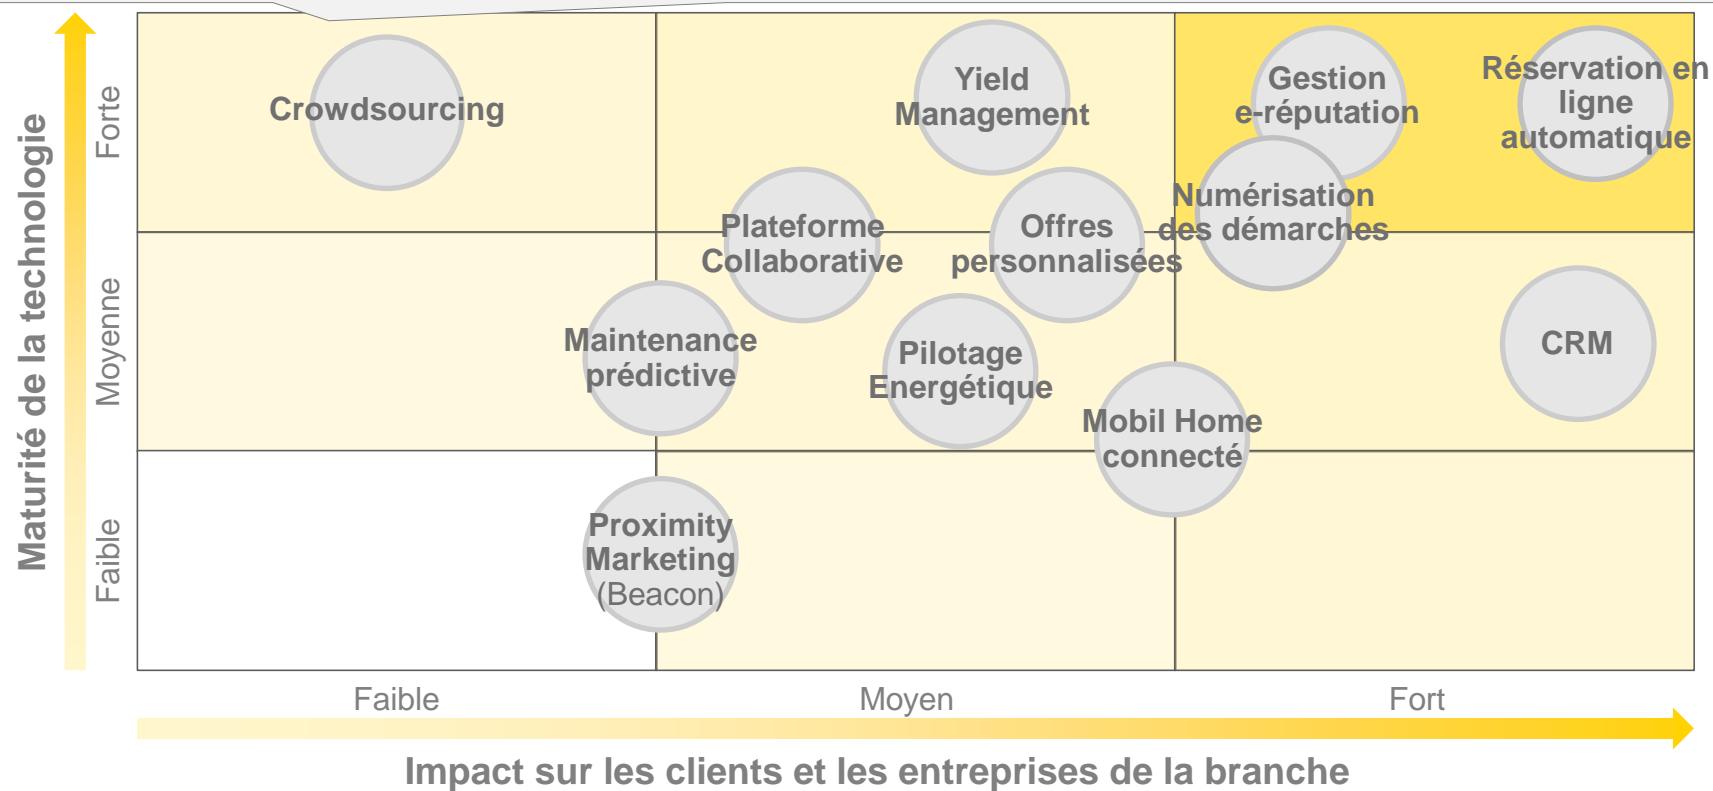 Maturité de la technologie
Forte
Moyenne
Faible
Crowdsourcing
Yield
Management
Gestion
e-réputation
Réservation en
ligne
automatique
Numérisation
des démarches
Plateforme
Collaborative
Offres
personnalisées
Maintenance
prédictive
Pilotage
Energétique
CRM
Mobil Home
connecté
Proximity
Marketing
(Beacon)
Faible
Moyen
Fort
Impact sur les clients et les entreprises de la branche